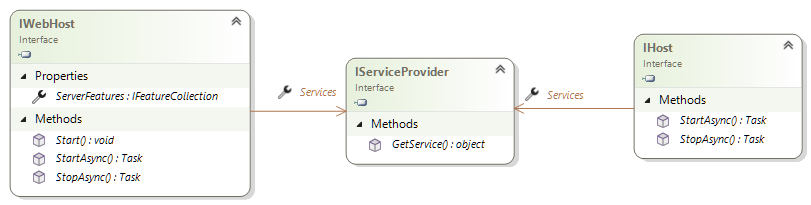 IWebHost
Interface
Properties
ServerFeatures : IFeatureCollection
Methods
Start() : void
StartAsync() : Task
StopAsync() : Task
Services
IServiceProvider
Interface
Methods
GetService() : object
Services
IHost
Interface
Methods
StartAsync() : Task
StopAsync() : Task